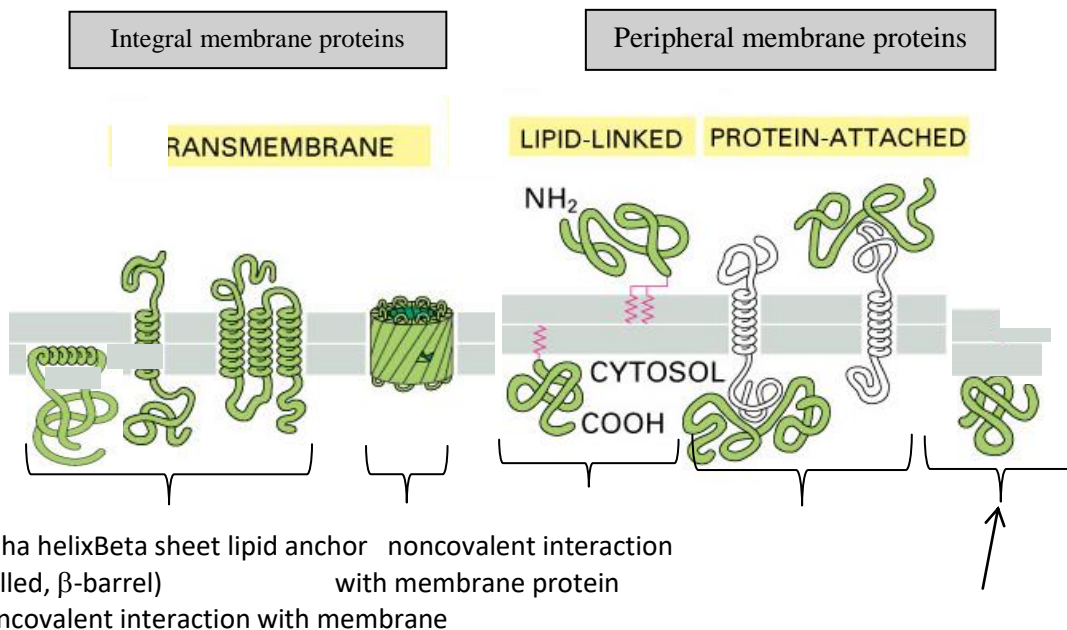 Integral membrane proteins
Peripheral membrane proteins
RANSMEMBRANE
LIPID-LINKED
PROTEIN-ATTACHED
NH₂
CYTOSOL
COOH
ha helixBeta sheet lipid anchor noncovalent interaction
lled, β-barrel) with membrane protein
ncovalent interaction with membrane